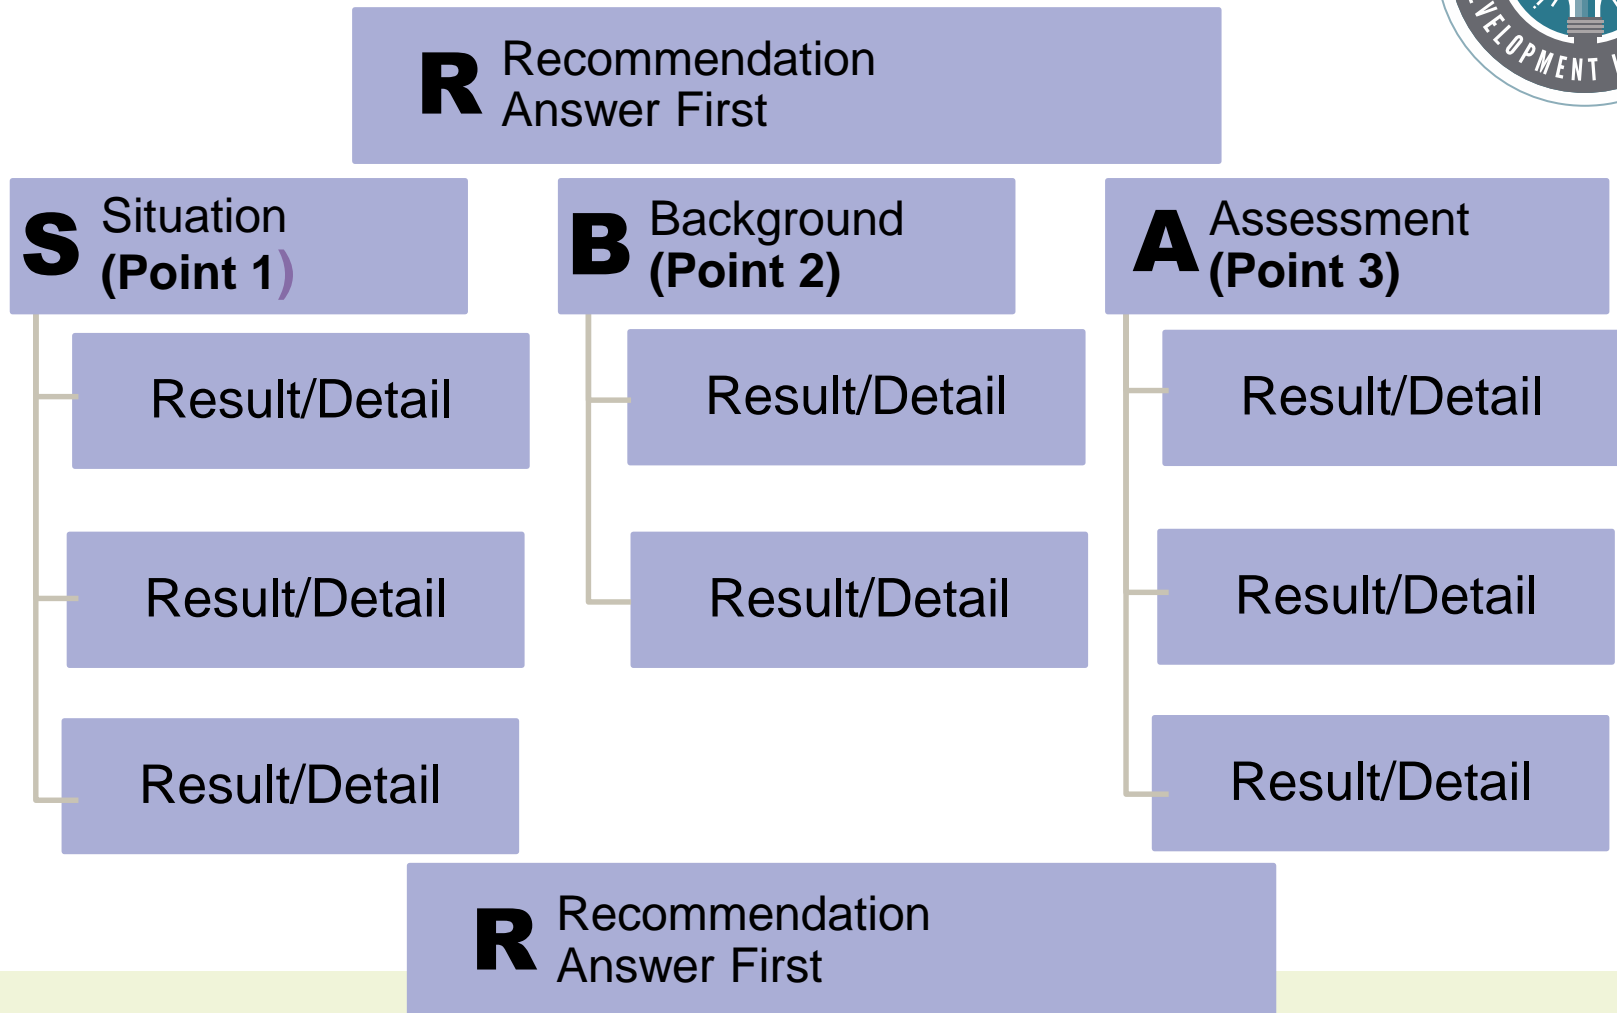 R Recommendation
Answer First
S Situation
(Point 1)
B Background
(Point 2)
A Assessment
(Point 3)
Result/Detail
Result/Detail
Result/Detail
Result/Detail
Result/Detail
Result/Detail
Result/Detail
Result/Detail
R Recommendation
Answer First